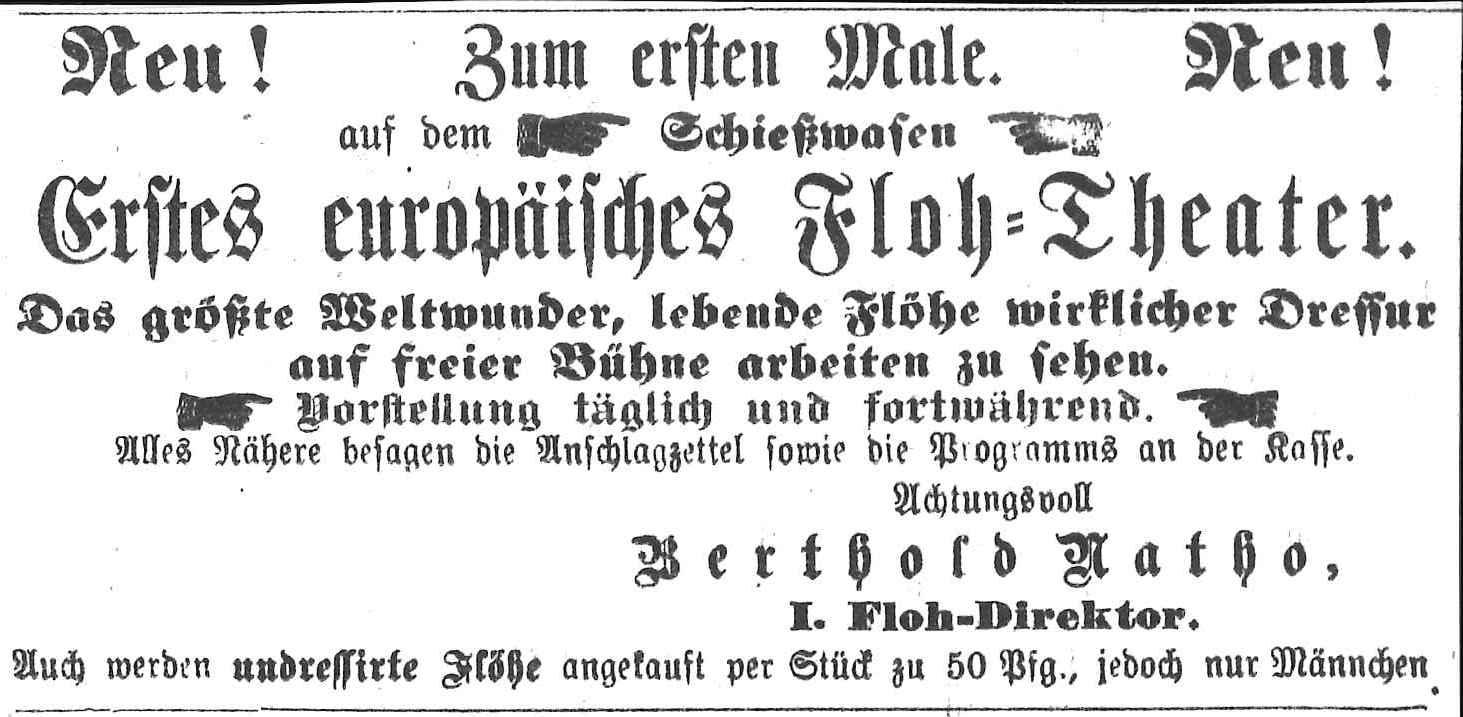 Neu! Zum ersten Male. Neu!
auf dem Schießwasen
Erstes europäisches Floh-Theater.
Das größte Weltwunder, lebende Flöhe wirklicher Dressur
auf freier Bühne arbeiten zu sehen.
Vorstellung täglich und fortwährend.
Alles Nähere besagen die Anschlagzettel sowie die Programms an der Kasse.
Achtungsvoll
Berthold Natho,
I. Floh-Direktor.
Auch werden undressirte Flöhe angekauft per Stück zu 50 Pfg., jedoch nur Männchen.